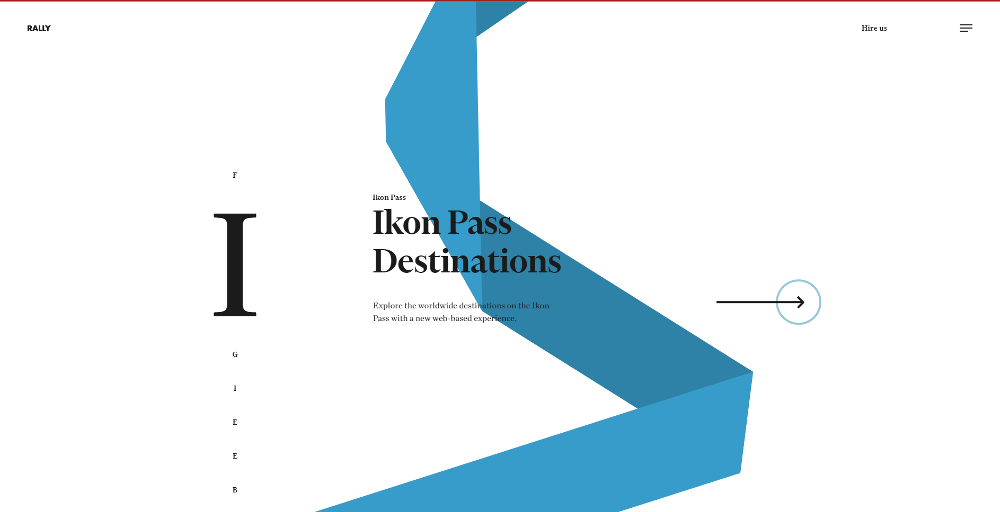 RALLY
Hire us
F
I
G
I
E
E
B
Ikon Pass
Ikon Pass
Destinations
Explore the worldwide destinations on the Ikon
Pass with a new web-based experience.